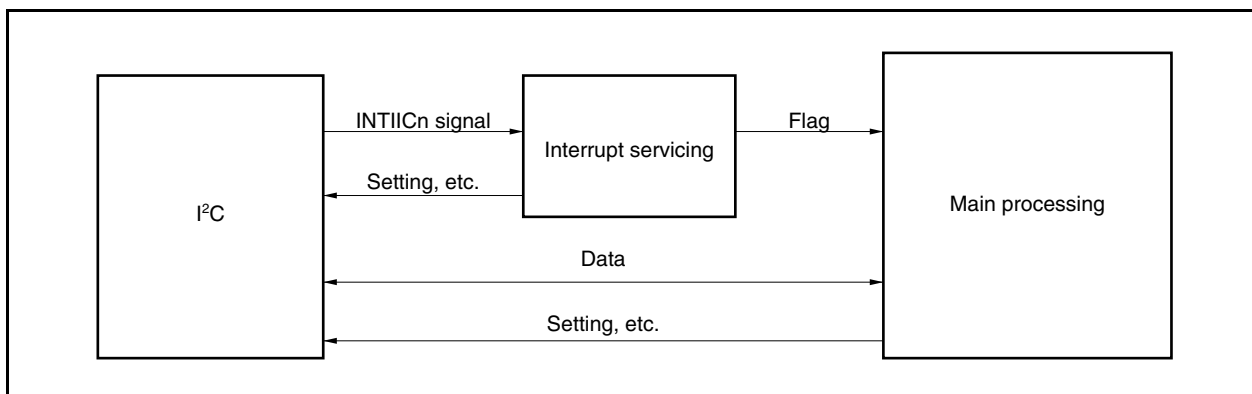 INTIICn signal
Flag
Interrupt servicing
Setting, etc.
I²C
Main processing
Data
Setting, etc.